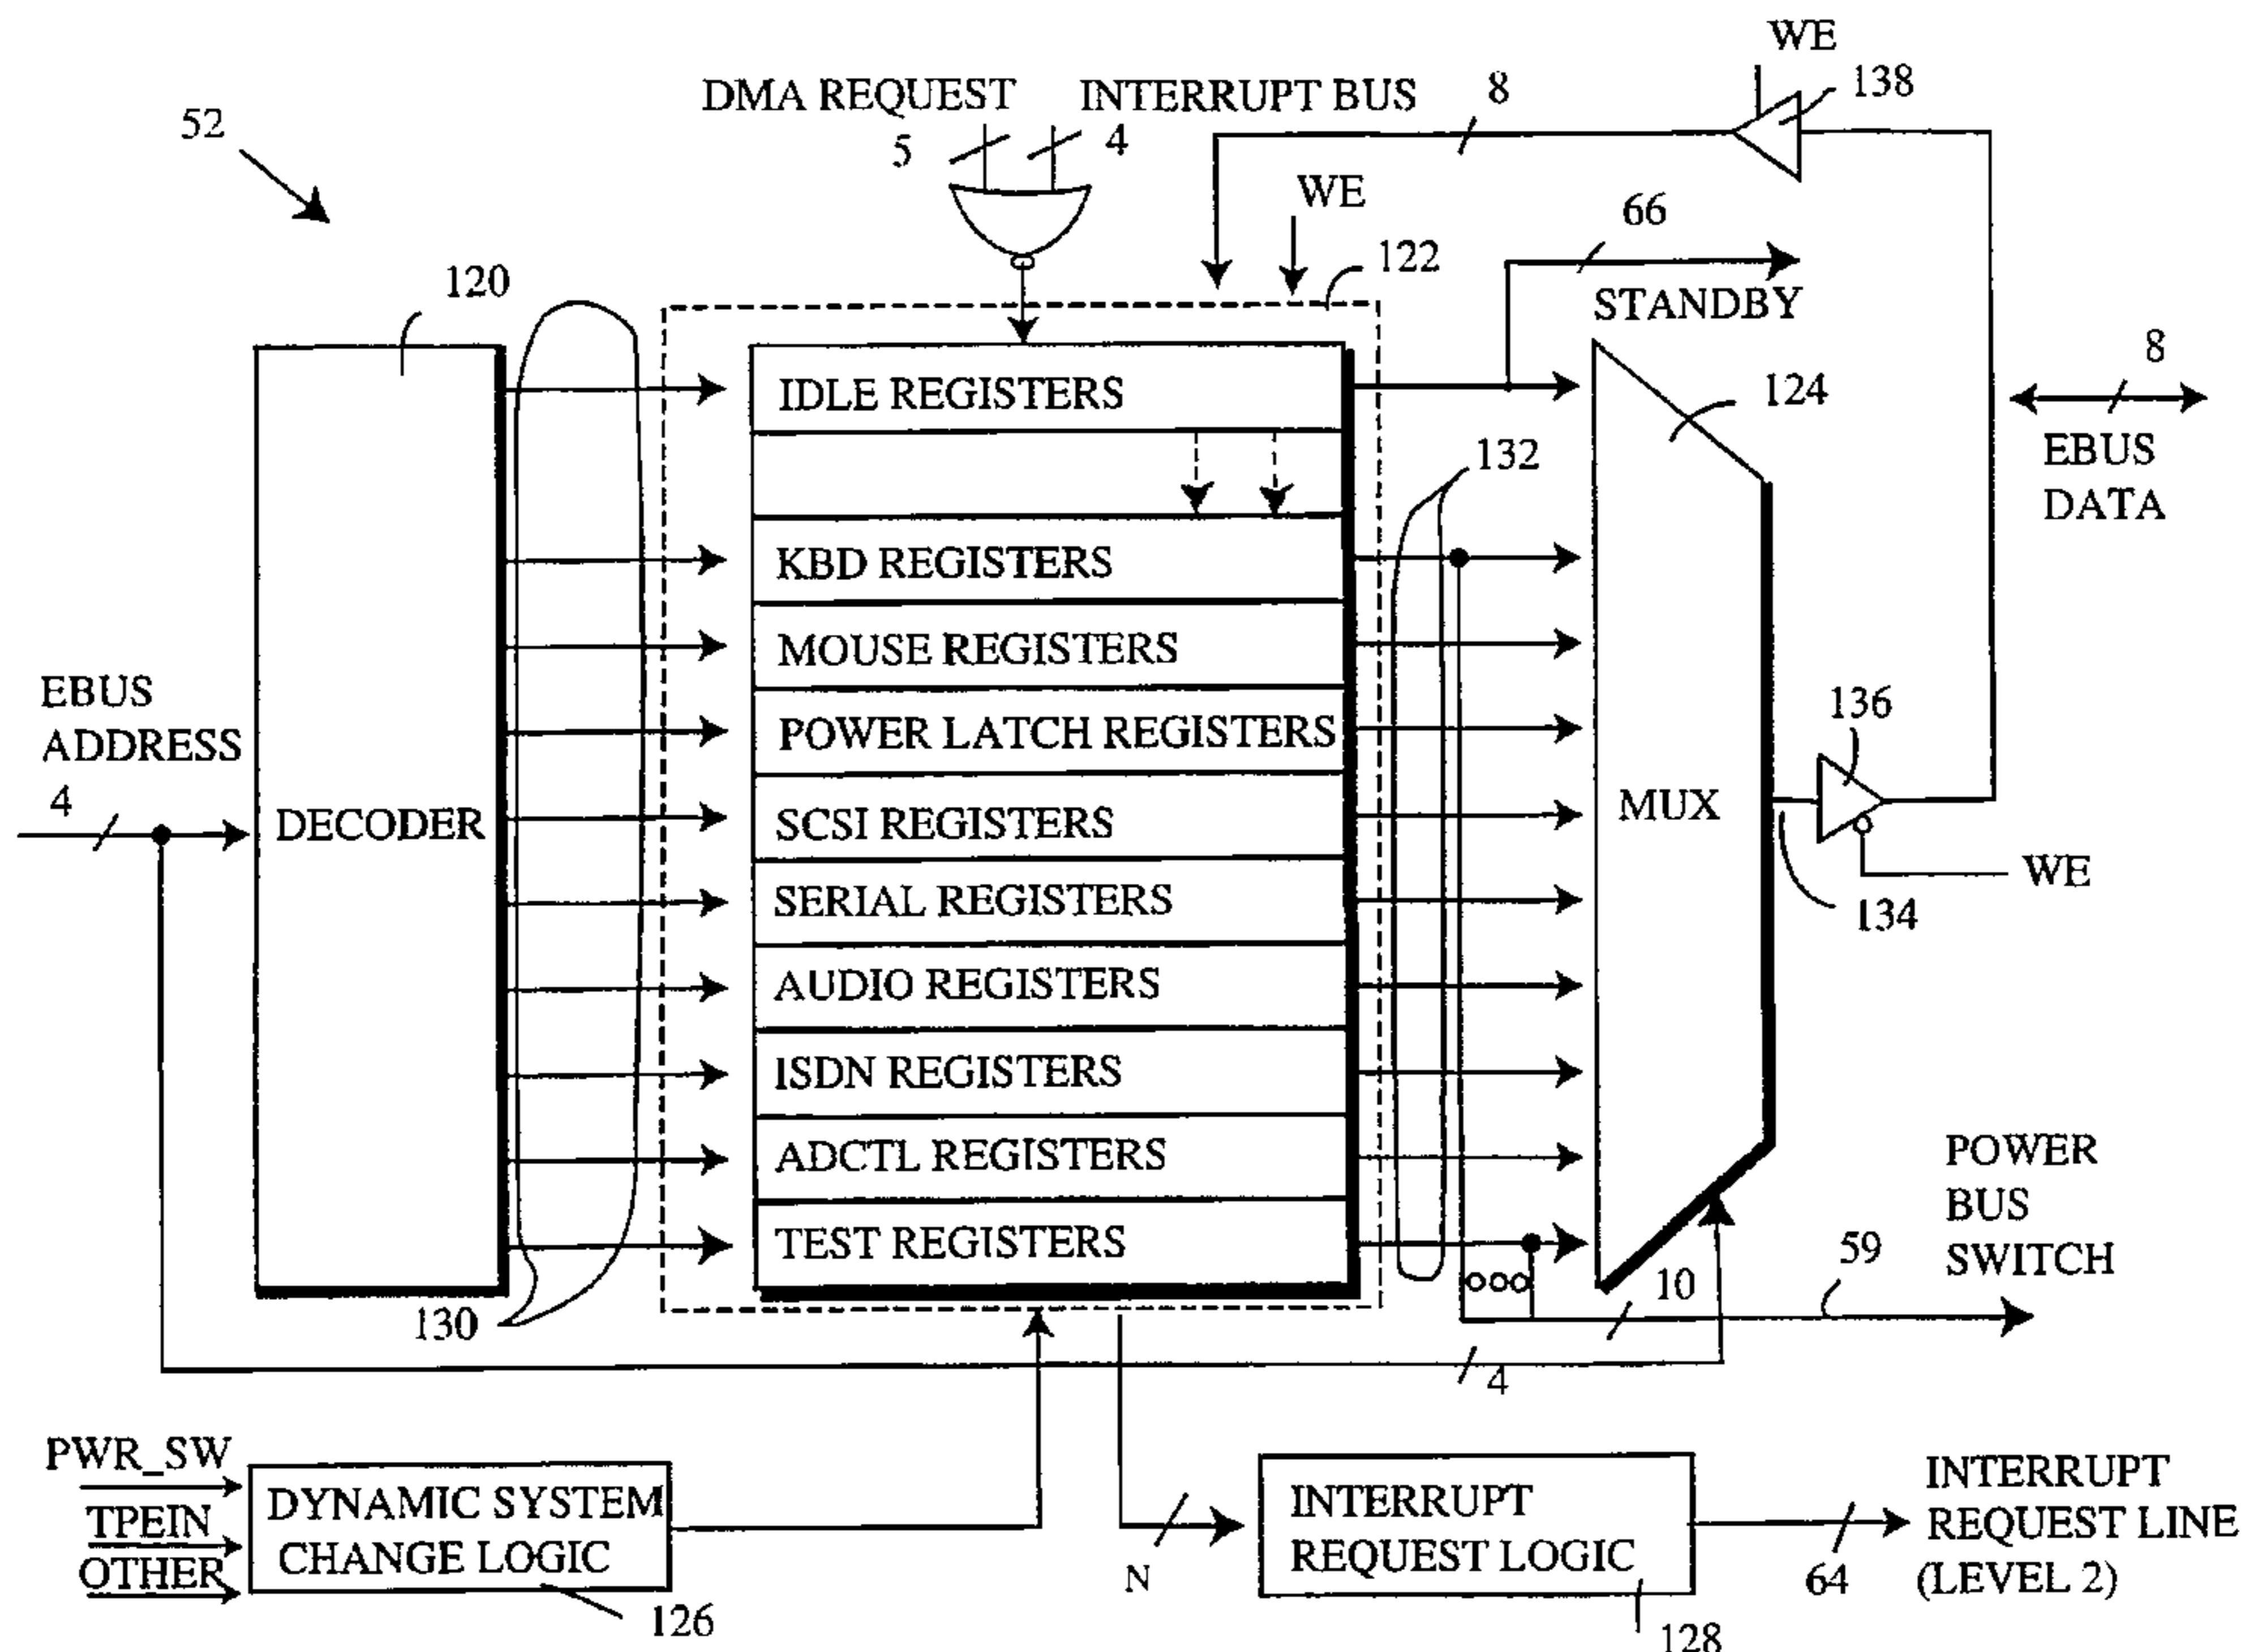 WE
138
DMA REQUEST
INTERRUPT BUS
8
52
5
4
WE
66
122
120
STANDBY
8
IDLE REGISTERS
124
EBUS
DATA
132
KBD REGISTERS
MOUSE REGISTERS
EBUS
ADDRESS
4
POWER LATCH REGISTERS
136
DECODER
SCSI REGISTERS
MUX
WE
134
SERIAL REGISTERS
AUDIO REGISTERS
ISDN REGISTERS
ADCTL REGISTERS
POWER
BUS
SWITCH
TEST REGISTERS
59
10
130
4
PWR_SW
TPEIN
OTHER
DYNAMIC SYSTEM
CHANGE LOGIC
126
N
INTERRUPT
REQUEST LOGIC
128
64
INTERRUPT
REQUEST LINE
(LEVEL 2)